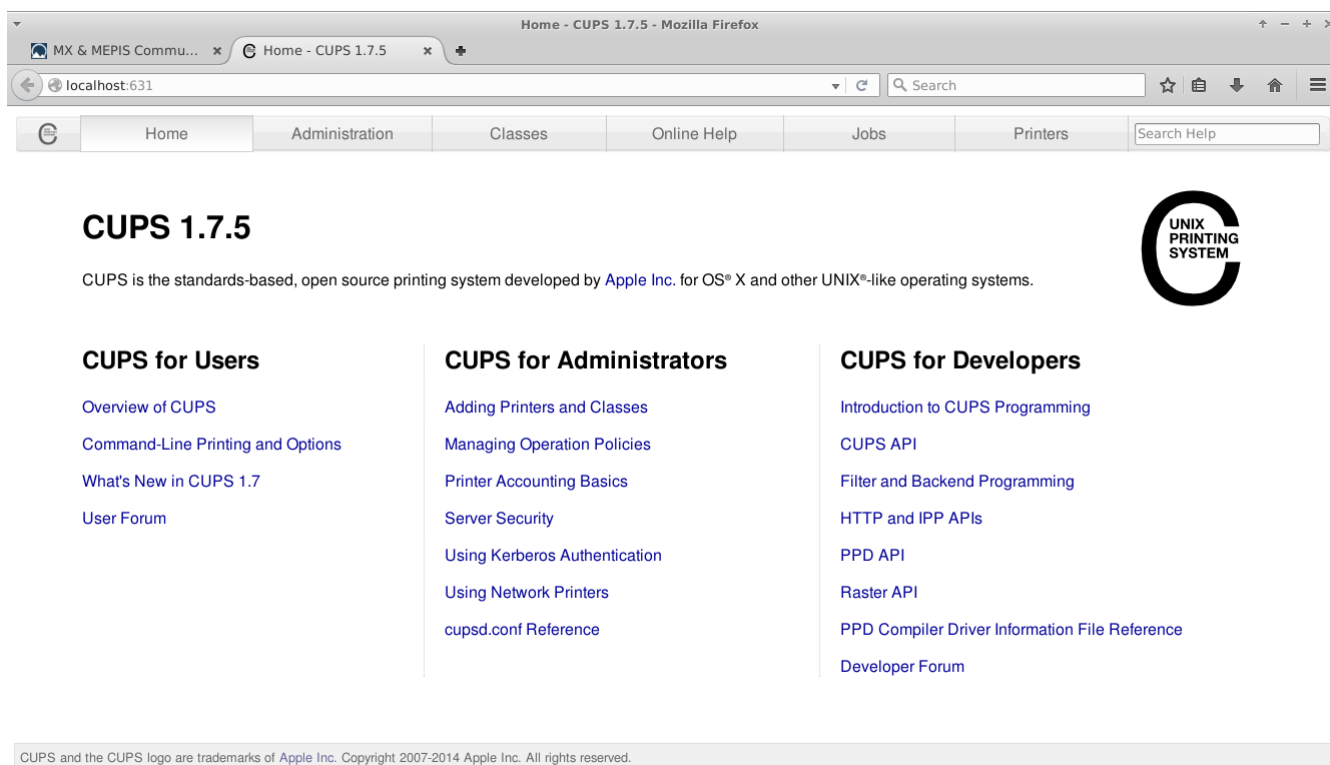 Home - CUPS 1.7.5 - Mozilla Firefox
MX & MEPIS Commu... Home - CUPS 1.7.5
localhost:631 Search
Home Administration Classes Online Help Jobs Printers Search Help
CUPS 1.7.5
UNIX
PRINTING
SYSTEM
CUPS is the standards-based, open source printing system developed by Apple Inc. for OS® X and other UNIX®-like operating systems.
CUPS for Users
Overview of CUPS
Command-Line Printing and Options
What's New in CUPS 1.7
User Forum
CUPS for Administrators
Adding Printers and Classes
Managing Operation Policies
Printer Accounting Basics
Server Security
Using Kerberos Authentication
Using Network Printers
cupsd.conf Reference
CUPS for Developers
Introduction to CUPS Programming
CUPS API
Filter and Backend Programming
HTTP and IPP APIs
PPD API
Raster API
PPD Compiler Driver Information File Reference
Developer Forum
CUPS and the CUPS logo are trademarks of Apple Inc. Copyright 2007-2014 Apple Inc. All rights reserved.